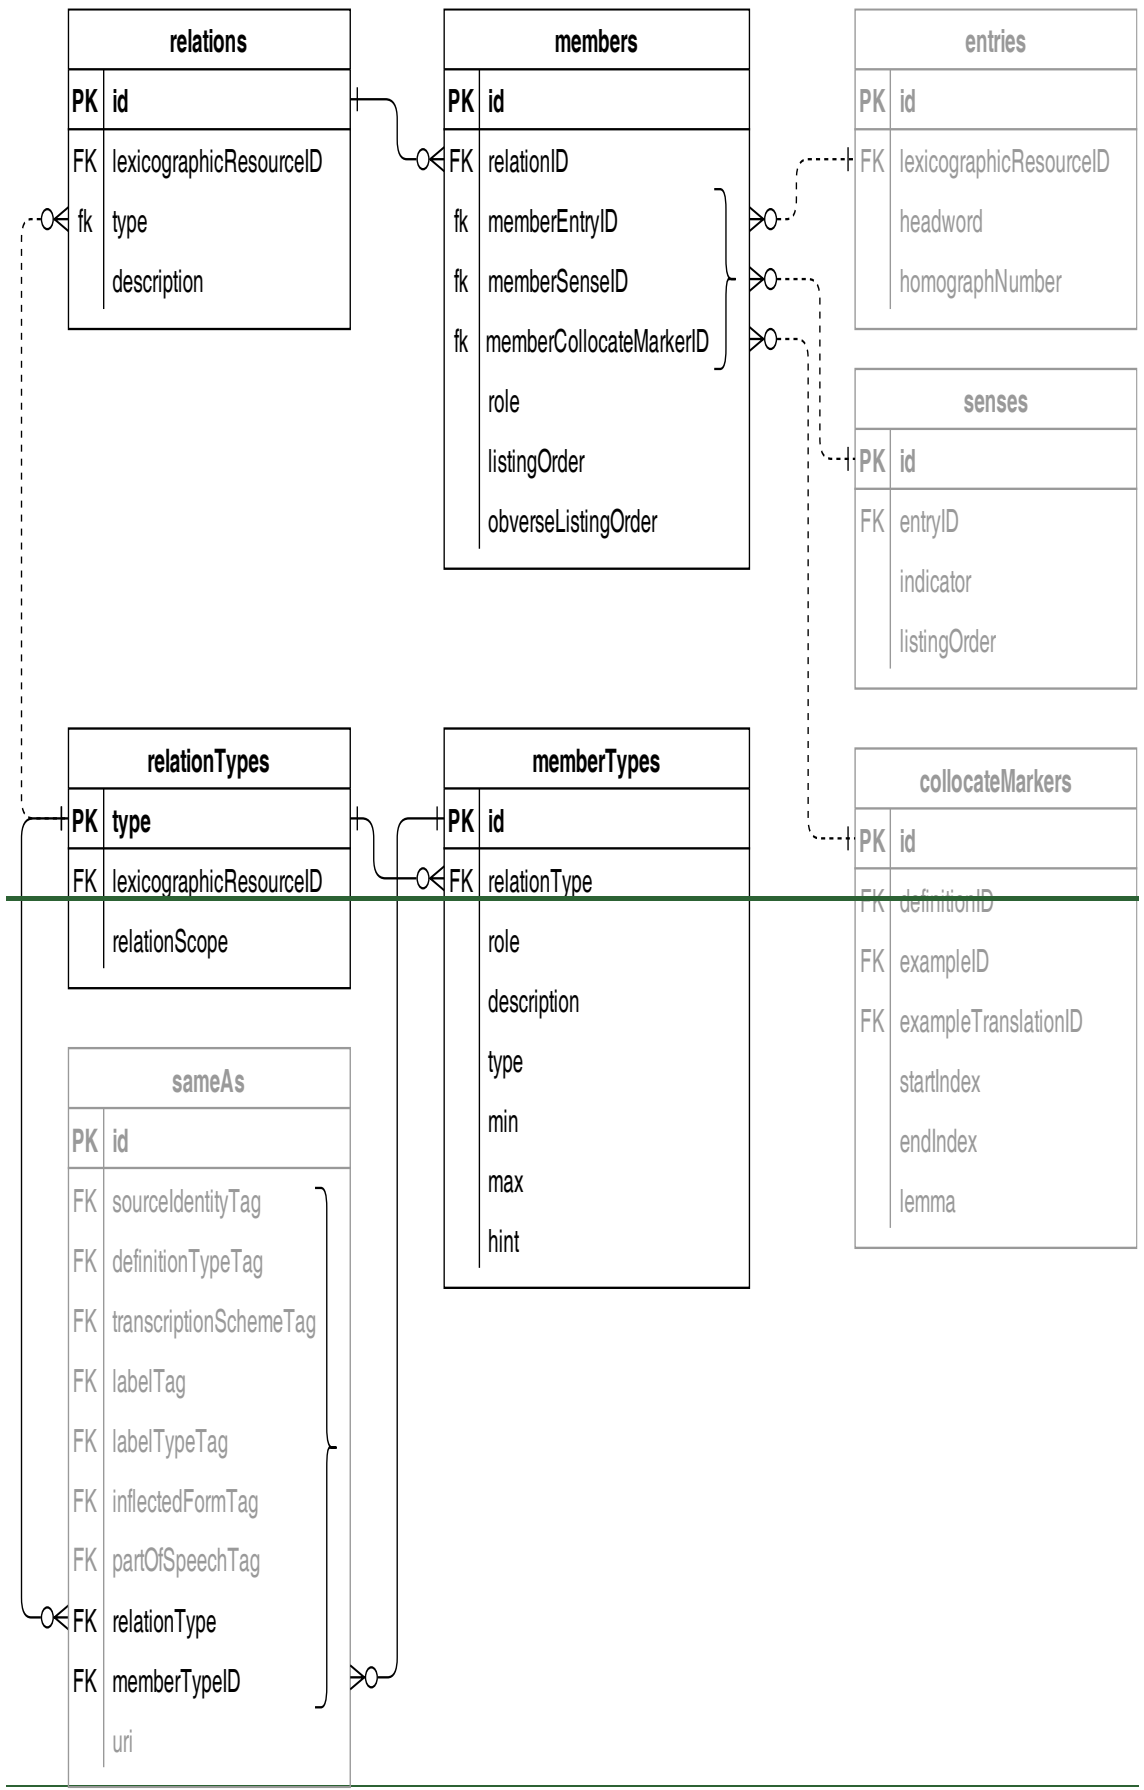 relations
PK id
FK lexicographicResourceID
fk type
description
members
PK id
FK relationID
fk memberEntryID
fk memberSenseID
fk memberCollocateMarkerID
role
listingOrder
obverseListingOrder
entries
PK id
FK lexicographicResourceID
headword
homographNumber
senses
PK id
FK entryID
indicator
listingOrder
relationTypes
PK type
FK lexicographicResourceID
relationScope
memberTypes
PK id
FK relationType
role
description
type
min
max
hint
collocateMarkers
PK id
FK definitionID
FK exampleID
FK exampleTranslationID
startIndex
endIndex
lemma
sameAs
PK id
FK sourceIdentityTag
FK definitionTypeTag
FK transcriptionSchemeTag
FK labelTag
FK labelTypeTag
FK inflectedFormTag
FK partOfSpeechTag
FK relationType
FK memberTypeID
uri